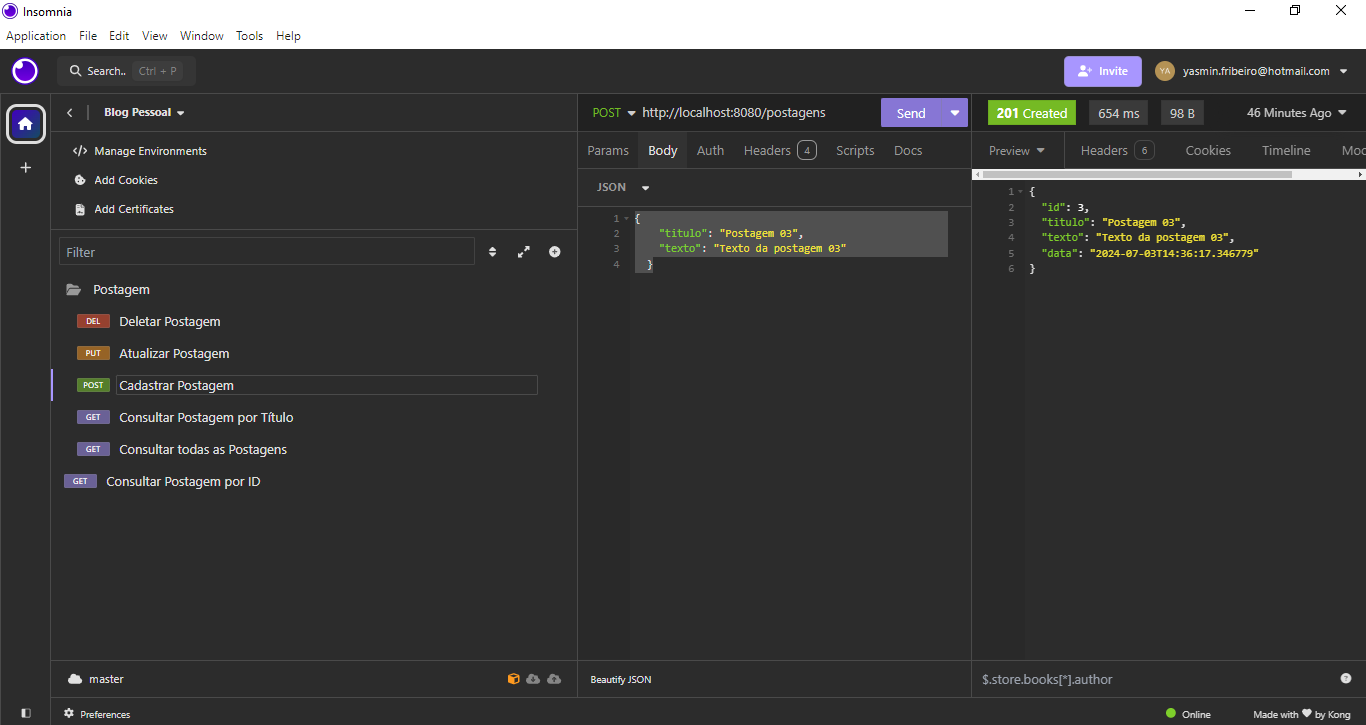 Insomnia
Application File Edit View Window Tools Help
Search.. Ctrl + P
Invite
YA yasmin.fribeiro@hotmail.com
Blog Pessoal
Manage Environments
Add Cookies
Add Certificates
Filter
Postagem
DEL Deletar Postagem
PUT Atualizar Postagem
POST Cadastrar Postagem
GET Consultar Postagem por Título
GET Consultar todas as Postagens
GET Consultar Postagem por ID
master
Preferences
POST http://localhost:8080/postagens Send
Params Body Auth Headers 4 Scripts Docs
JSON
1 {
2 "titulo": "Postagem 03",
3 "texto": "Texto da postagem 03"
4 }
Beautify JSON
201 Created 654 ms 98 B 46 Minutes Ago
Preview Headers 6 Cookies Timeline Moc
1 {
2 "id": 3,
3 "titulo": "Postagem 03",
4 "texto": "Texto da postagem 03",
5 "data": "2024-07-03T14:36:17.346779"
6 }
$.store.books[*].author
Online Made with ❤ by Kong